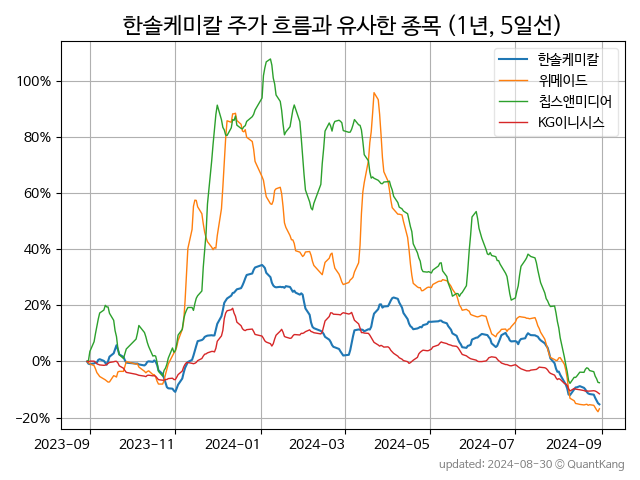 한솔케미칼 주가 흐름과 유사한 종목 (1년, 5일선)
한솔케미칼
위메이드
칩스앤미디어
KG이니시스
100%
80%
60%
40%
20%
0%
−20%
2023-09 2023-11 2024-01 2024-03 2024-05 2024-07 2024-09
updated: 2024-08-30 © QuantKang